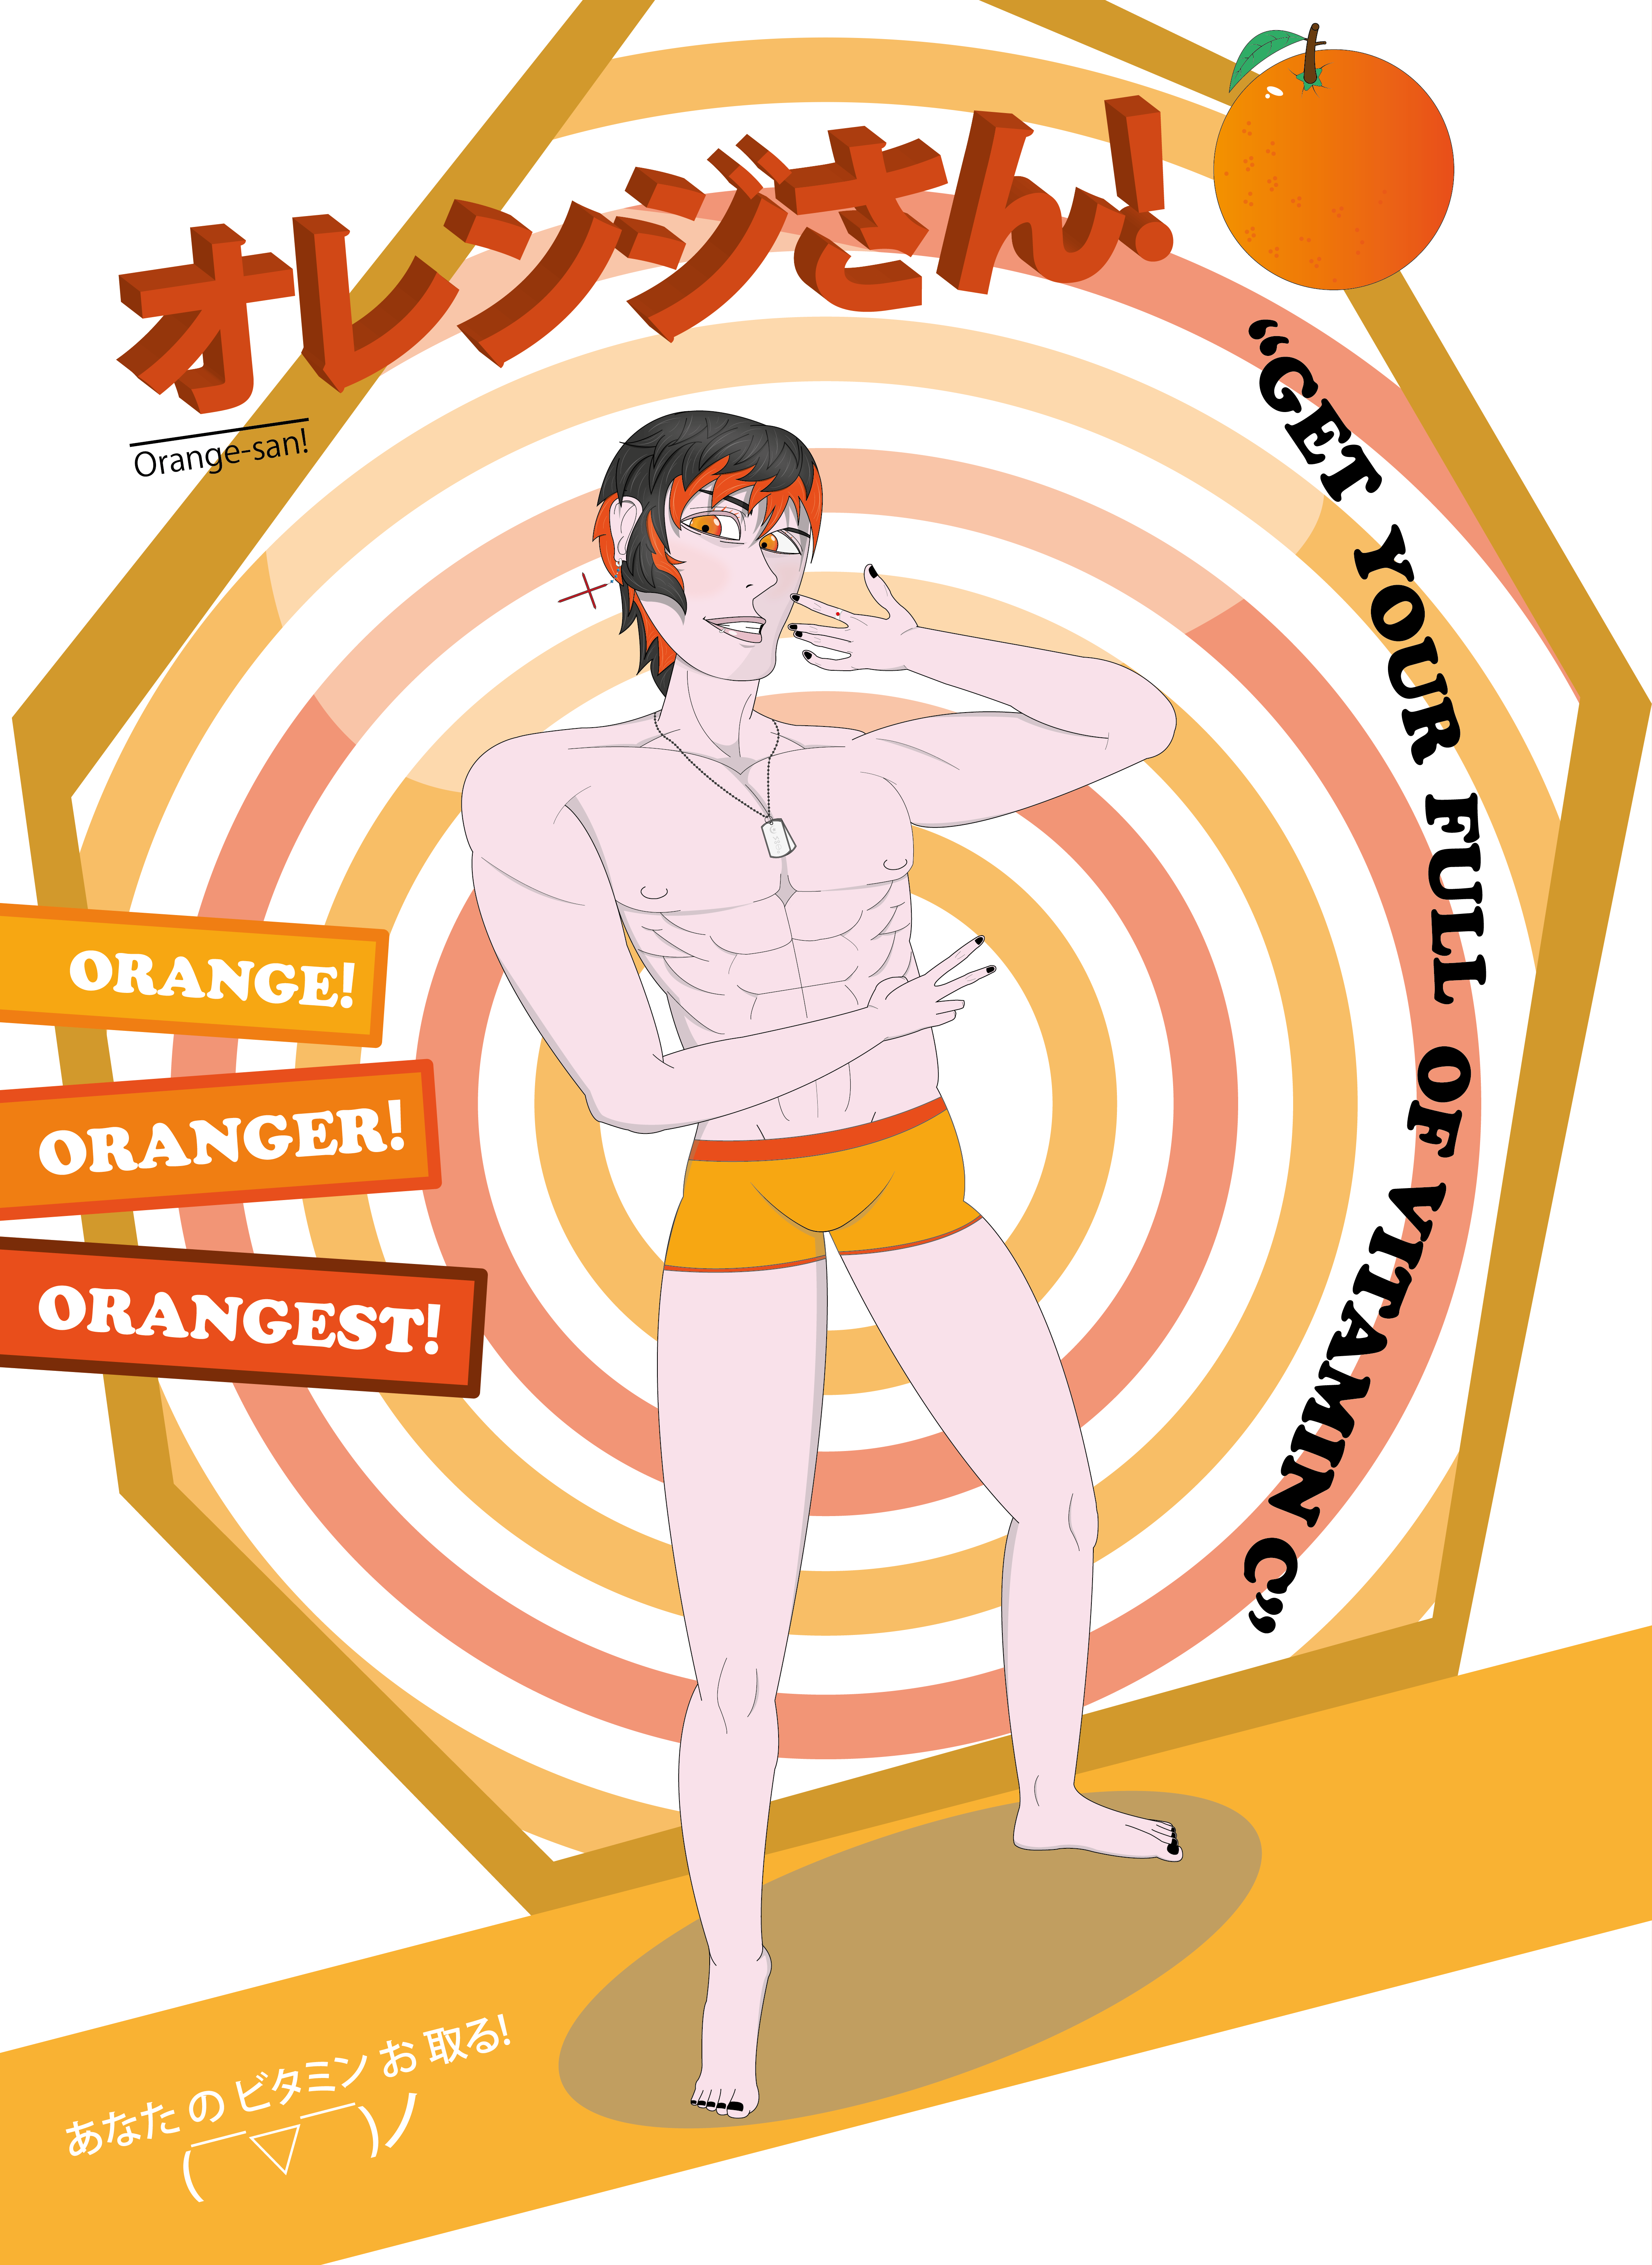 オレンジさん!
Orange-san!
“GET YOUR FULL OF VITAMIN C”
ORANGE!
ORANGER!
ORANGEST!
あなた の ビタミン お 取る!
(￣▽￣)ノ